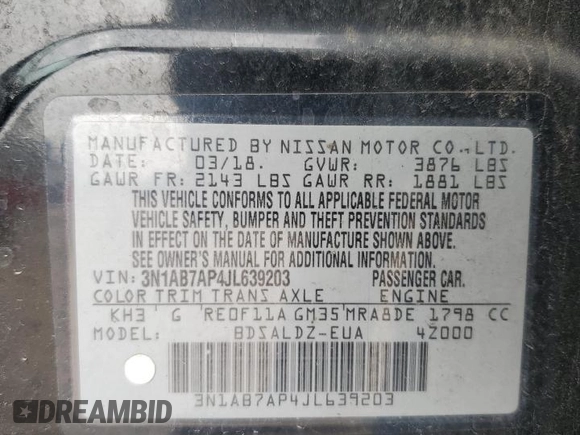 MANUFACTURED BY NISSAN MOTOR CO.,LTD.
DATE: 03/18. GVWR: 3876 LBS
GAWR FR: 2143 LBS GAWR RR: 1881 LBS
THIS VEHICLE CONFORMS TO ALL APPLICABLE FEDERAL MOTOR
VEHICLE SAFETY, BUMPER AND THEFT PREVENTION STANDARDS
IN EFFECT ON THE DATE OF MANUFACTURE SHOWN ABOVE.
SEE OWNER'S MANUAL FOR ADDITIONAL INFORMATION.
VIN: 3N1AB7AP4JL639203 PASSENGER CAR.
COLOR TRIM TRANS AXLE ENGINE
KH3 G RE0F11A GM35 MRA8DE 1798 CC
MODEL: BDSALDZ-EUA 4Z000
3N1AB7AP4JL639203
DREAMBID
DREAMBID.COM